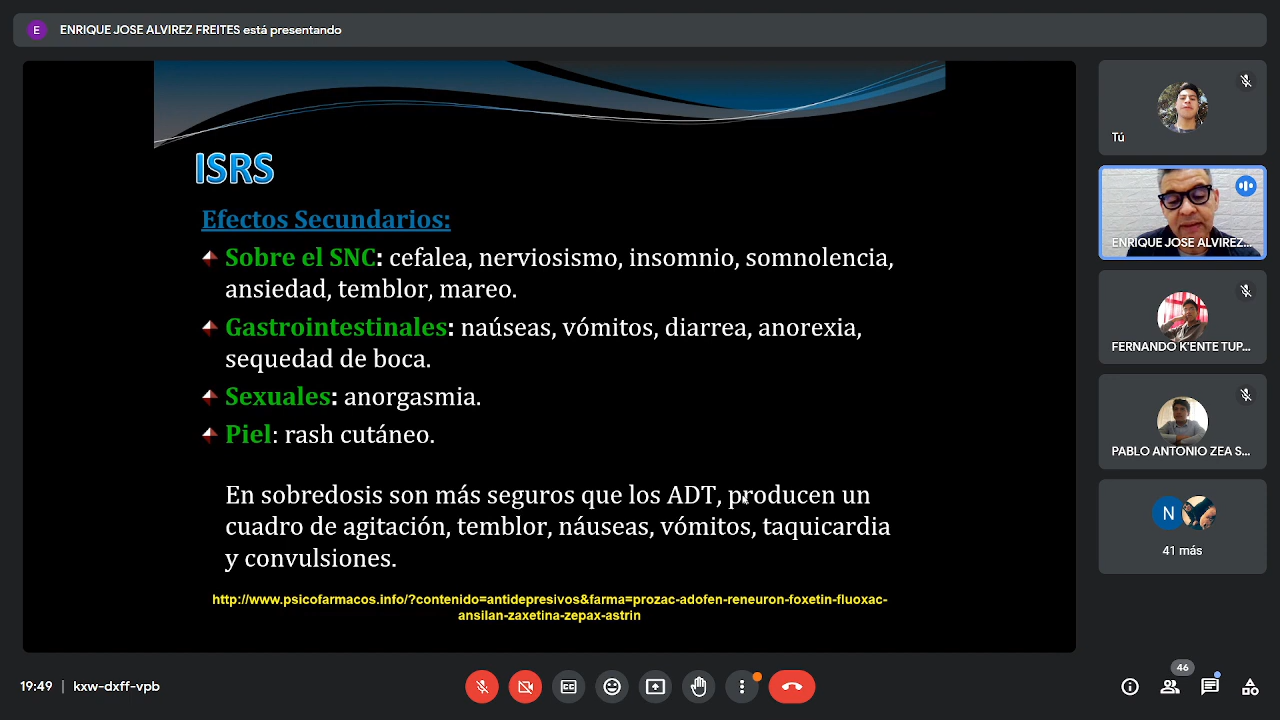 E ENRIQUE JOSE ALVIREZ FREITES está presentando
ISRS
Efectos Secundarios:
Sobre el SNC: cefalea, nerviosismo, insomnio, somnolencia,
ansiedad, temblor, mareo.
Gastrointestinales: naúseas, vómitos, diarrea, anorexia,
sequedad de boca.
Sexuales: anorgasmia.
Piel: rash cutáneo.
En sobredosis son más seguros que los ADT, producen un
cuadro de agitación, temblor, náuseas, vómitos, taquicardia
y convulsiones.
http://www.psicofarmacos.info/?contenido=antidepresivos&farma=prozac-adofen-reneuron-foxetin-fluoxac-
ansilan-zaxetina-zepax-astrin
Tú
ENRIQUE JOSE ALVIREZ...
FERNANDO K'ENTE TUP...
PABLO ANTONIO ZEA S...
N
41 más
19:49 | kxw-dxff-vpb
46